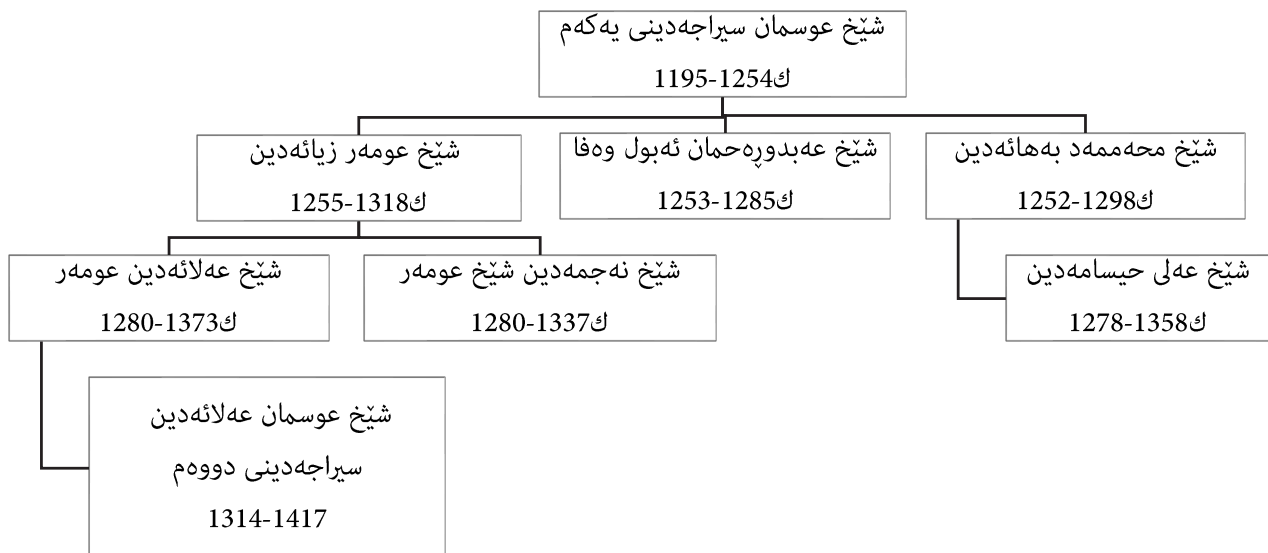 شێخ عوسمان سیراجەدینی یەکەم
1195-1254ك
شێخ محەممەد بەهائەدین
1252-1298ك
شێخ عەبدوڕەحمان ئەبول وەفا
1253-1285ك
شێخ عومەر زیائەدین
1255-1318ك
شێخ عەلی حیسامەدین
1278-1358ك
شێخ نەجمەدین شێخ عومەر
1280-1337ك
شێخ عەلائەدین عومەر
1280-1373ك
شێخ عوسمان عەلائەدین
سیراجەدینی دووەم
1314-1417